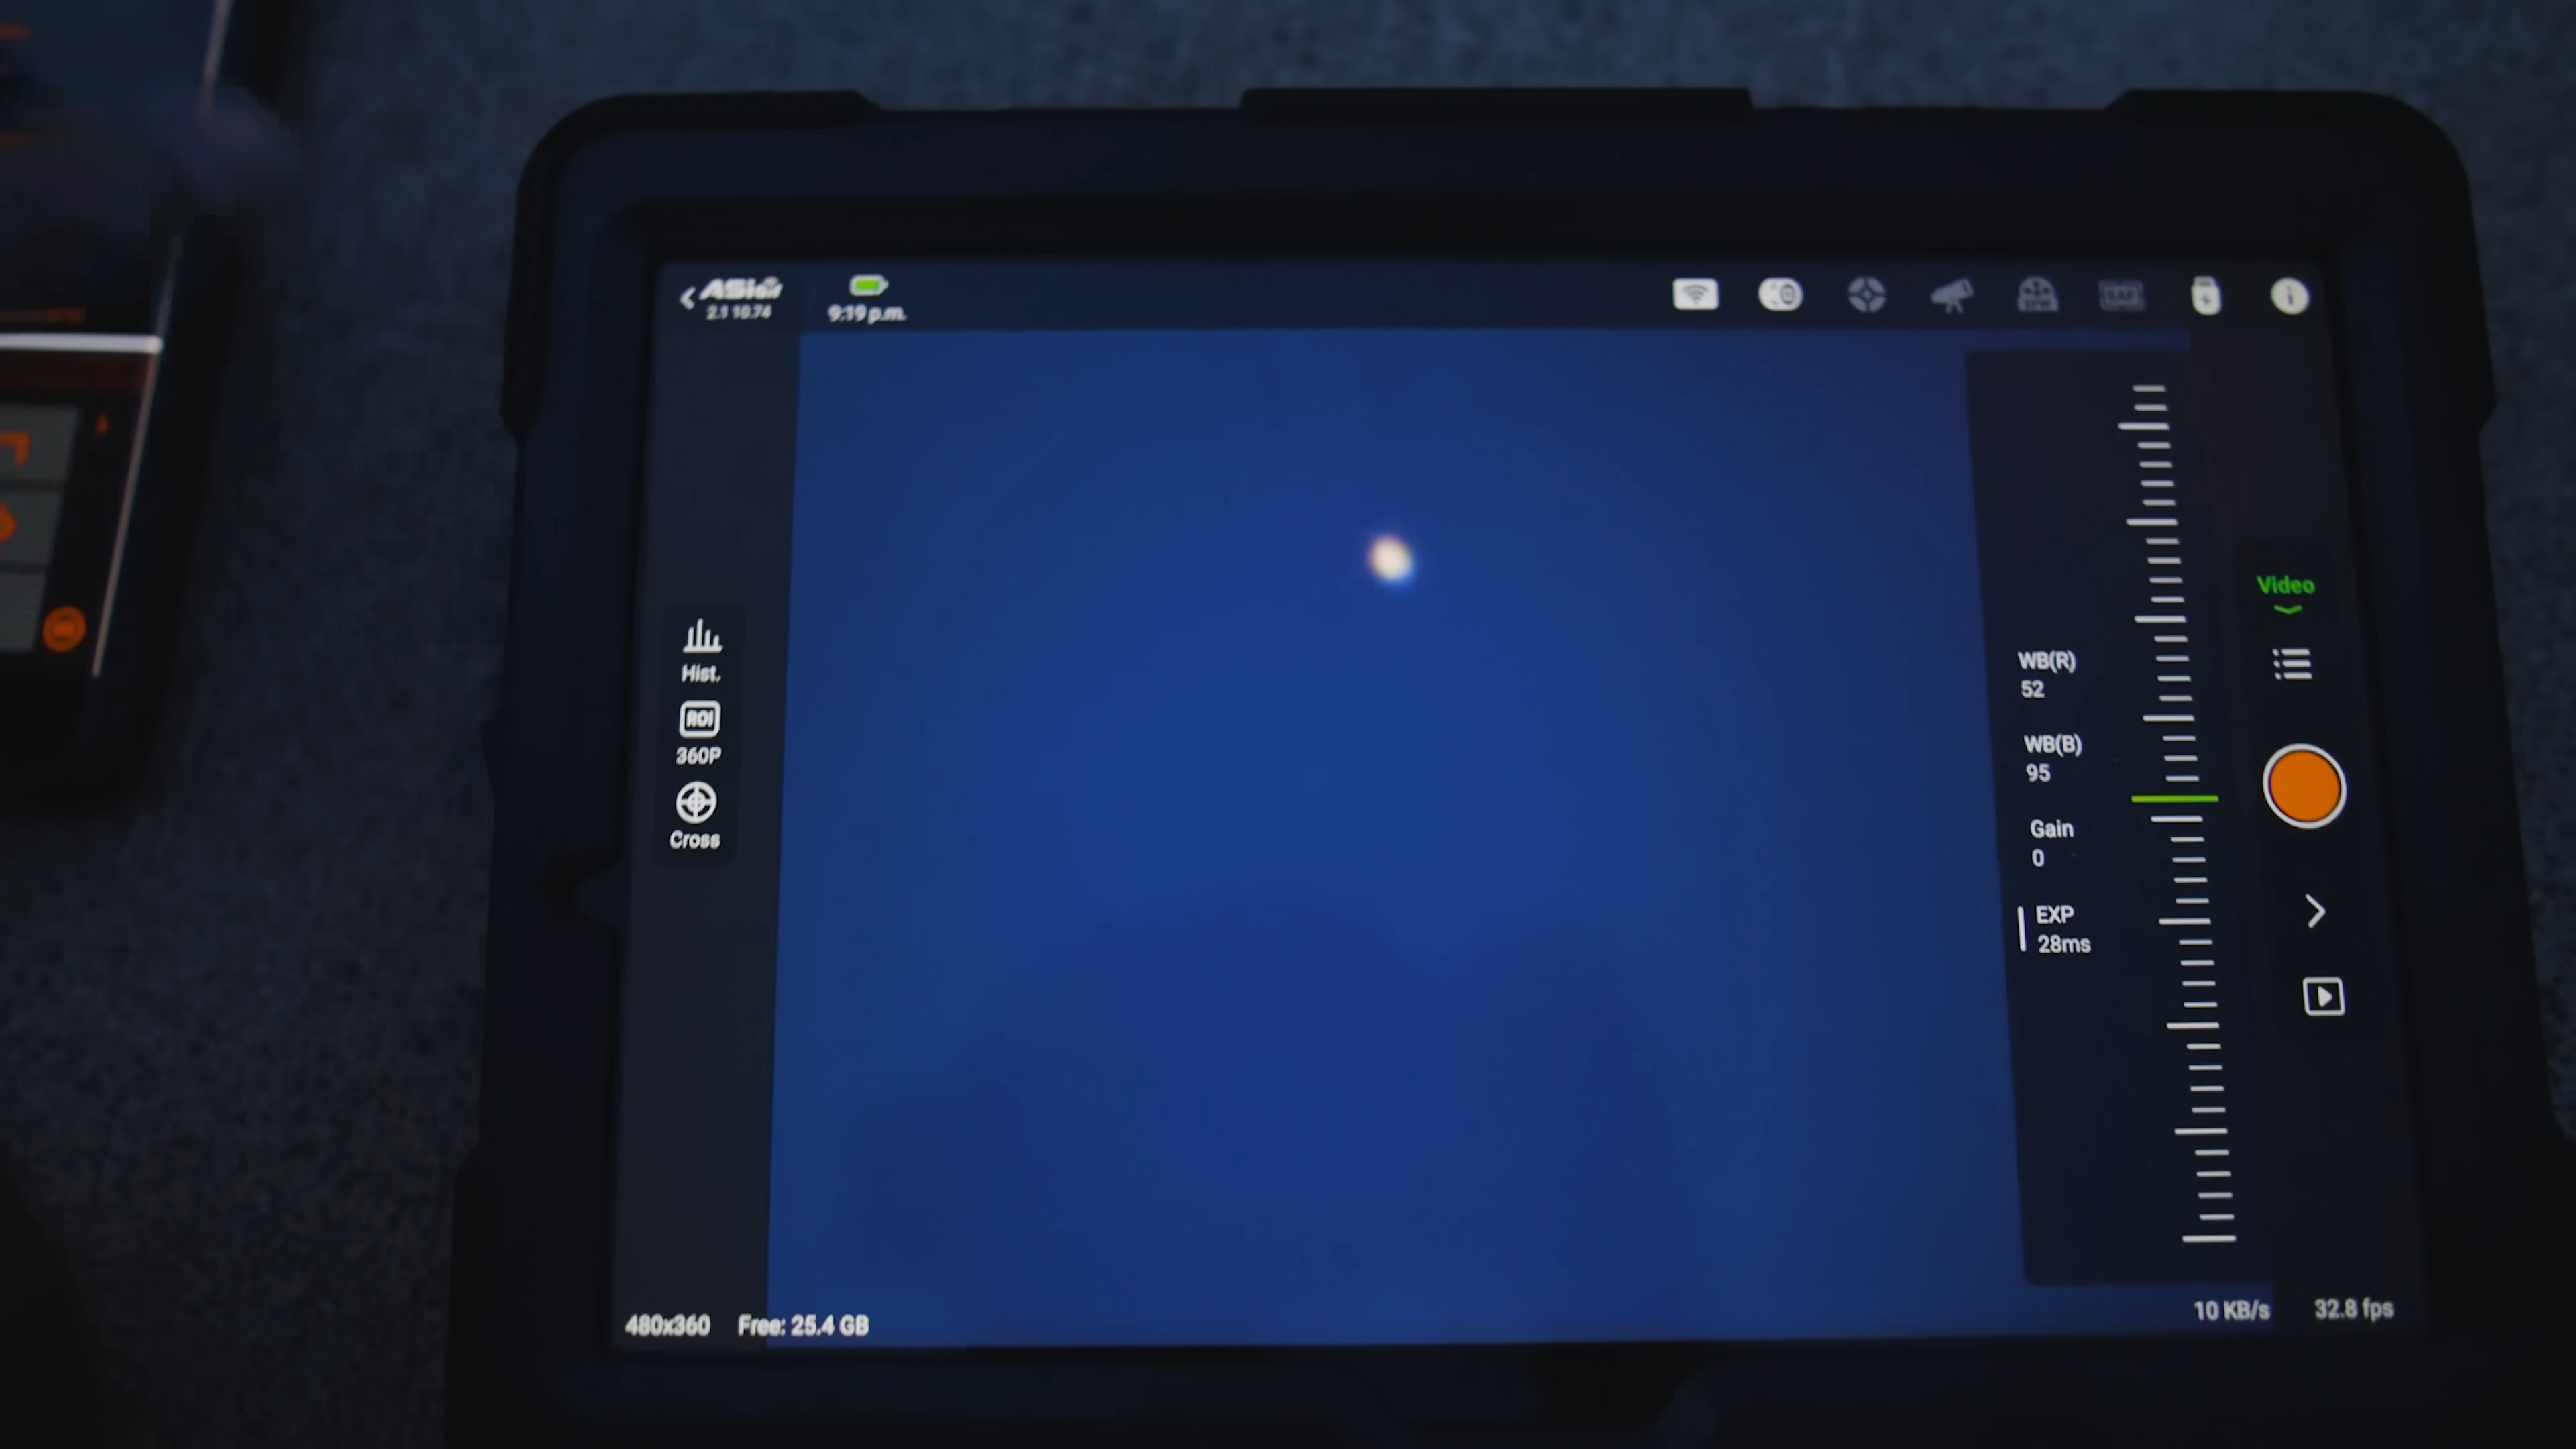 ASIair
2.1 10.74
9:19 p.m.
EAF
Hist.
ROI
360P
Cross
Video
WB(R)
52
WB(B)
95
Gain
0
EXP
28ms
480x360 Free: 25.4 GB
10 KB/s 32.8 fps